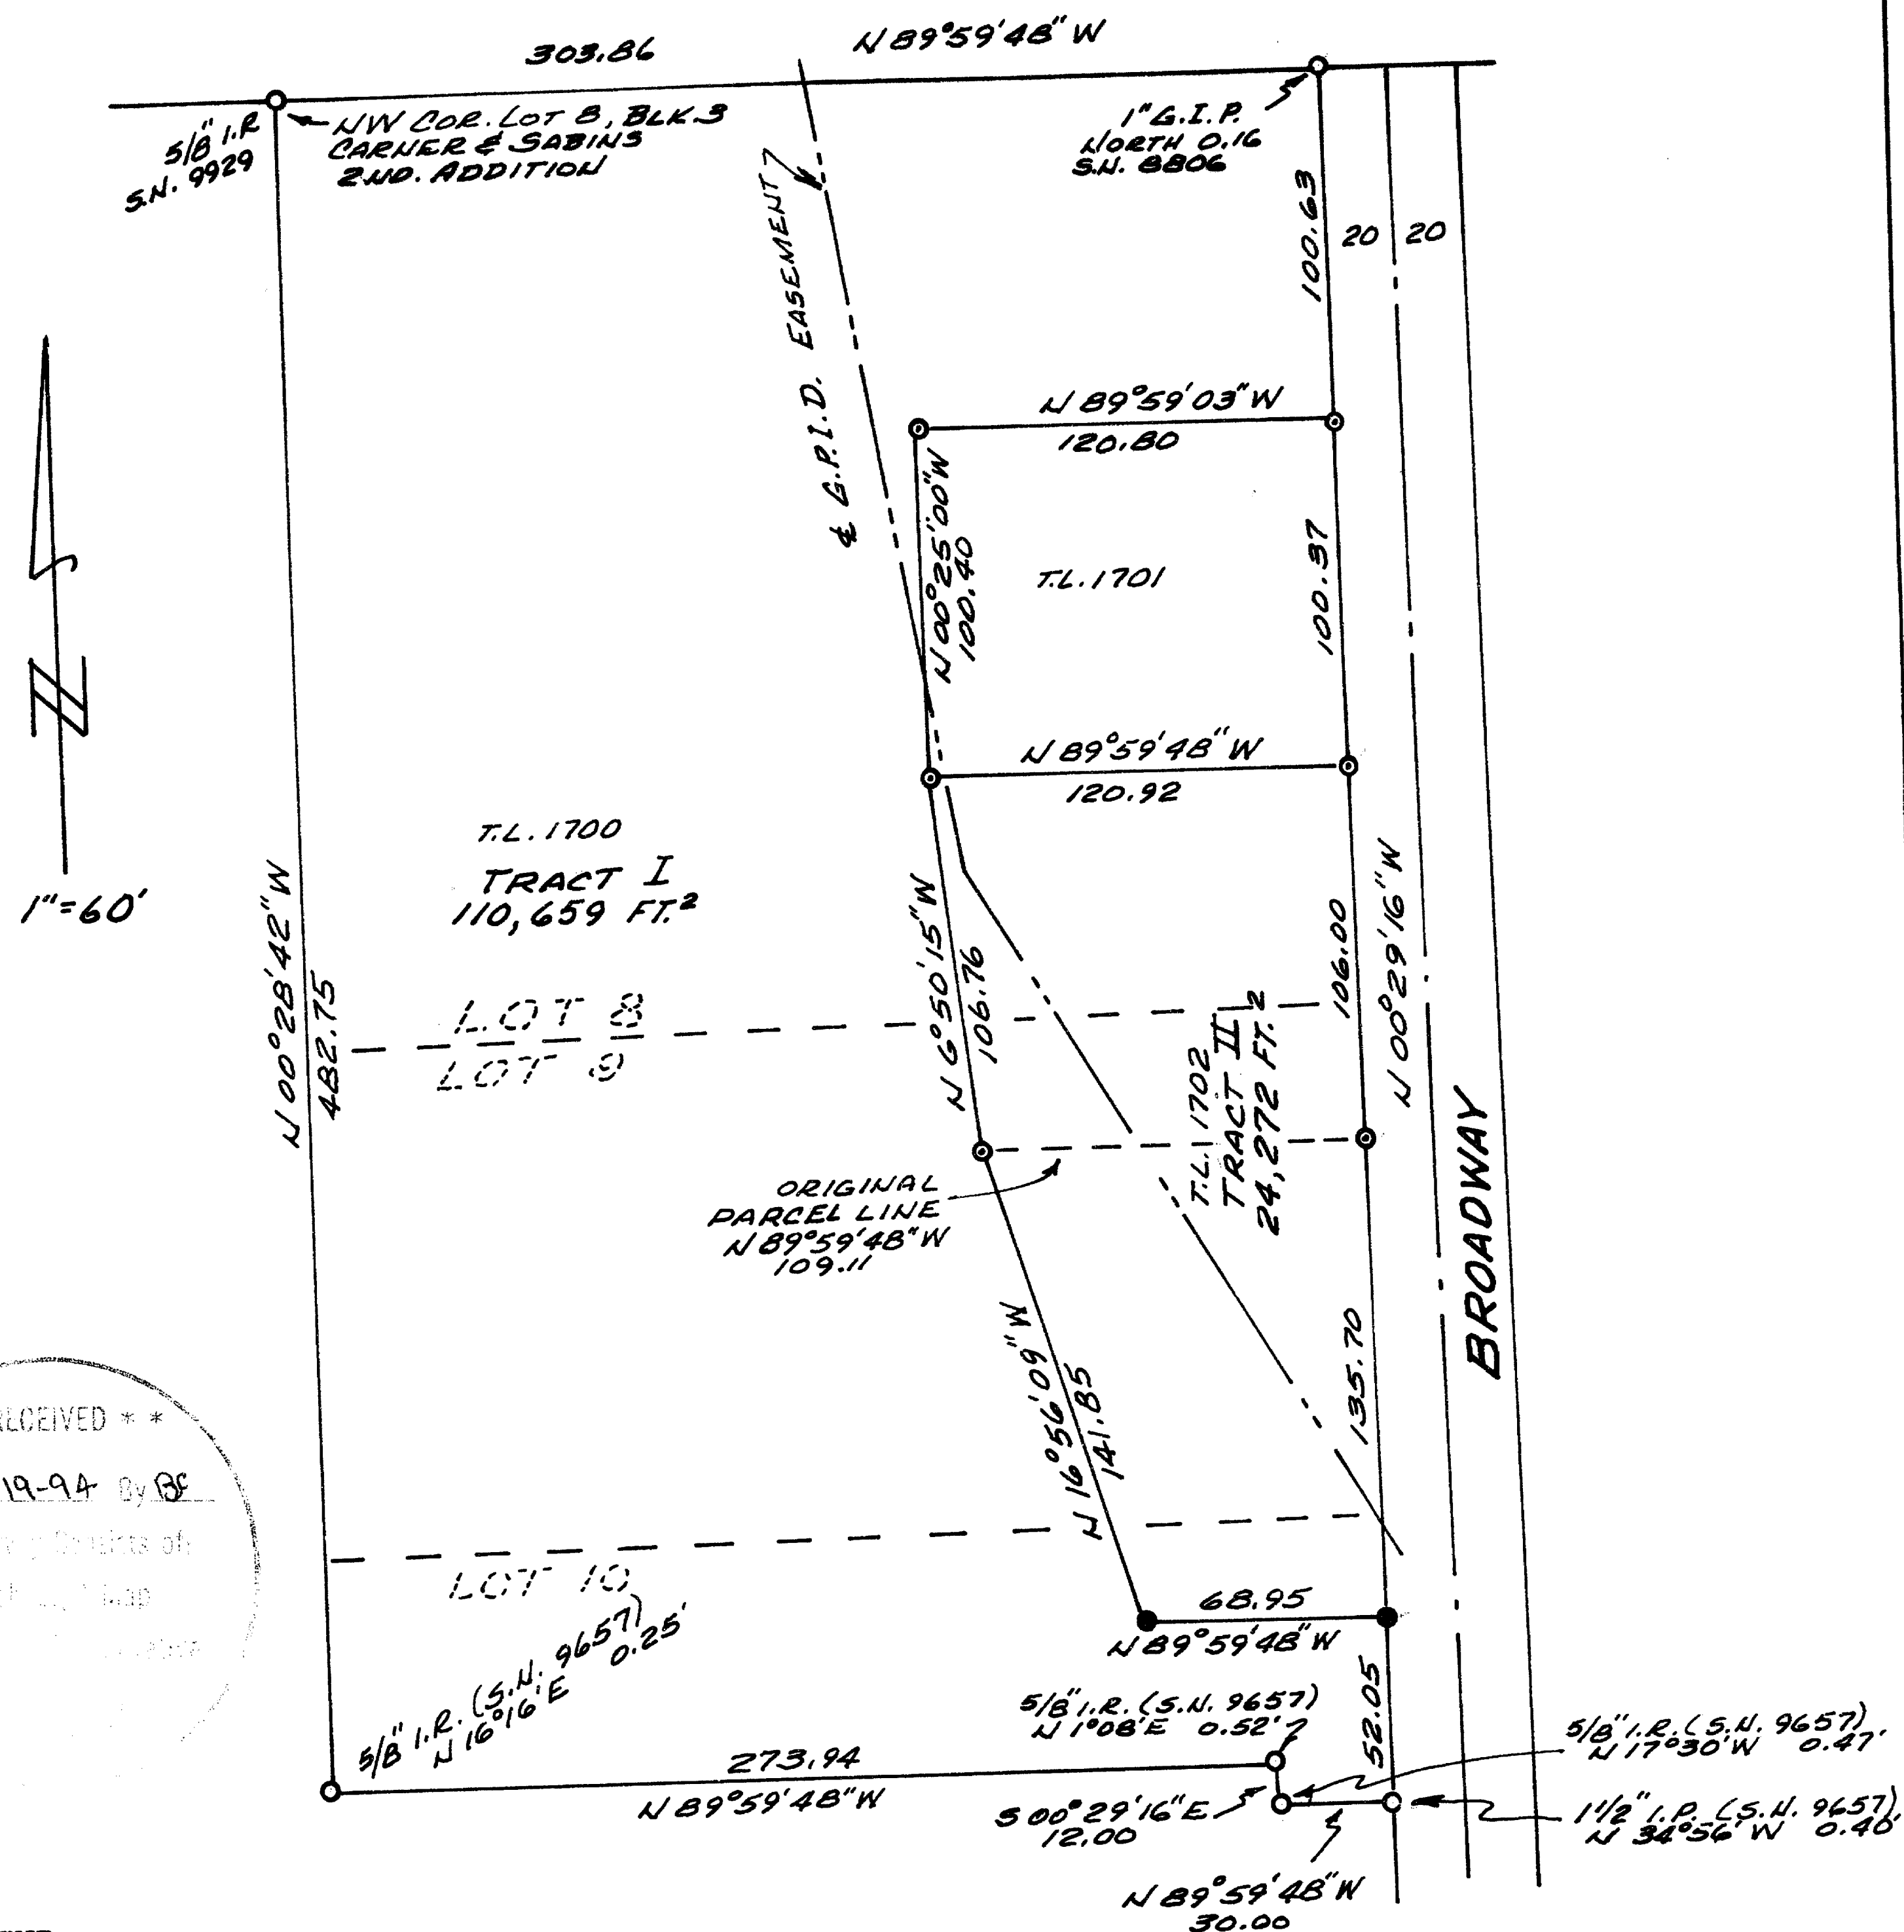 303.86
N 89°59'48" W
5/8" I.R
S.N. 9929
NW COR. LOT 8, BLK.3
CARNER & SABINS
2ND. ADDITION
1" G.I.P.
NORTH 0.16
S.N. 8806
100.63
20
20
℄ G.P.I.D. EASEMENT
N 89°59'03" W
120.80
N 00°25'00" W
100.40
T.L. 1701
100.37
N 89°59'48" W
120.92
1"=60'
T.L. 1700
TRACT I
110,659 FT.²
N 00°28'42" W
482.75
LOT 8
LOT 9
N 6°50'15" W
106.76
106.00
N 00°29'16" W
T.L. 1702
TRACT II
24,272 FT.²
BROADWAY
ORIGINAL
PARCEL LINE
N 89°59'48" W
109.11
N 16°56'09" W
141.85
135.70
RECEIVED * *
19-94 By BC
LOT 10
68.95
N 89°59'48" W
5/8" I.R. (S.N. 9657)
N 16°16' E 0.25'
5/8" I.R. (S.N. 9657)
N 1°08' E 0.52'
52.05
5/8" I.R. (S.N. 9657)
N 17°30' W 0.47'
273.94
N 89°59'48" W
S 00°29'16" E
12.00
1 1/2" I.P. (S.N. 9657)
N 34°56' W 0.40'
N 89°59'48" W
30.00